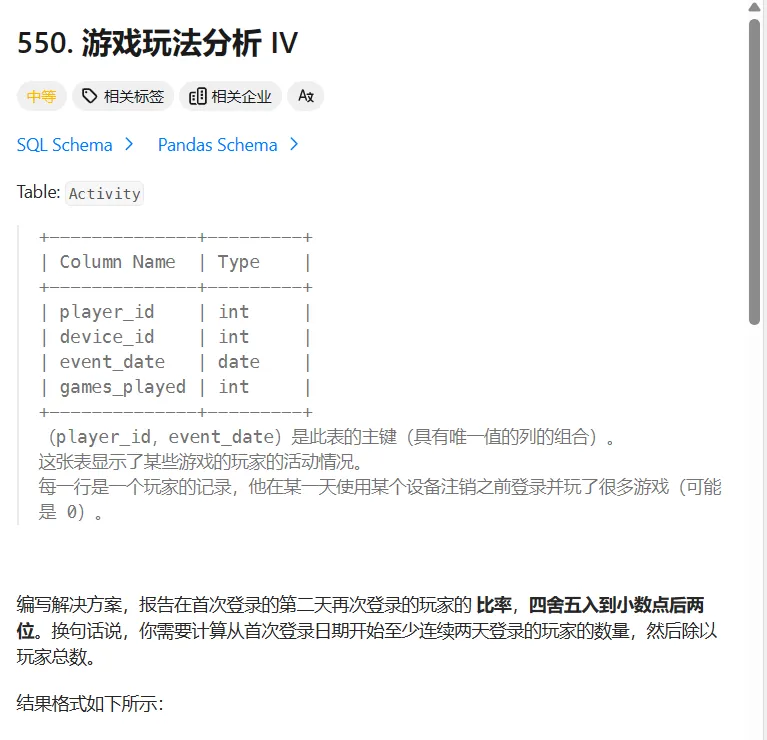 550. 游戏玩法分析 IV
中等 相关标签 相关企业 A文
SQL Schema > Pandas Schema >
Table: Activity
+--------------+---------+
| Column Name  | Type    |
+--------------+---------+
| player_id    | int     |
| device_id    | int     |
| event_date   | date    |
| games_played | int     |
+--------------+---------+
（player_id，event_date）是此表的主键（具有唯一值的列的组合）。
这张表显示了某些游戏的玩家的活动情况。
每一行是一个玩家的记录，他在某一天使用某个设备注销之前登录并玩了很多游戏（可能
是 0）。
编写解决方案，报告在首次登录的第二天再次登录的玩家的 比率，四舍五入到小数点后两
位。换句话说，你需要计算从首次登录日期开始至少连续两天登录的玩家的数量，然后除以
玩家总数。
结果格式如下所示：